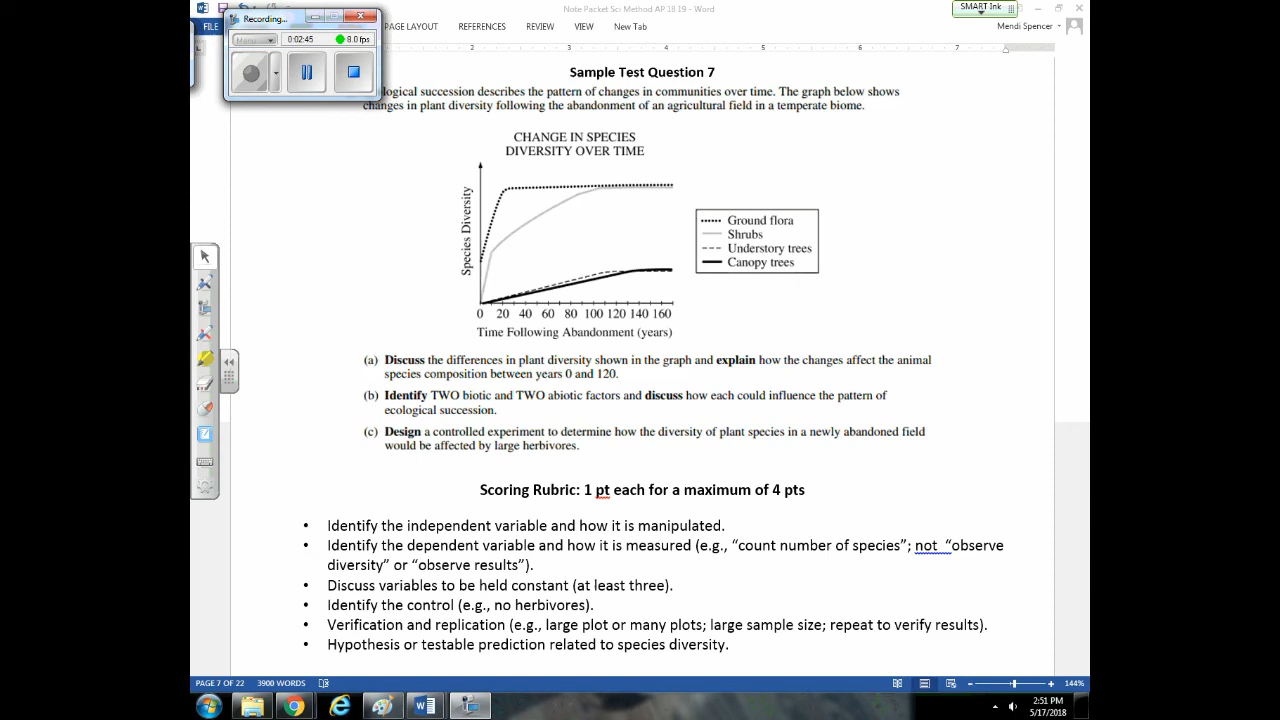 Note Packet Sci Method AP 18 19 - Word
SMART Ink
Recording...
FILE
PAGE LAYOUT
REFERENCES
REVIEW
VIEW
New Tab
Mendi Spencer
Menu
0:02:45
8.0 fps
2 3 4 5 6 7
Sample Test Question 7
logical succession describes the pattern of changes in communities over time. The graph below shows
changes in plant diversity following the abandonment of an agricultural field in a temperate biome.
CHANGE IN SPECIES
DIVERSITY OVER TIME
Species Diversity
Ground flora
Shrubs
Understory trees
Canopy trees
0 20 40 60 80 100 120 140 160
Time Following Abandonment (years)
(a) Discuss the differences in plant diversity shown in the graph and explain how the changes affect the animal
species composition between years 0 and 120.
(b) Identify TWO biotic and TWO abiotic factors and discuss how each could influence the pattern of
ecological succession.
(c) Design a controlled experiment to determine how the diversity of plant species in a newly abandoned field
would be affected by large herbivores.
Scoring Rubric: 1 pt each for a maximum of 4 pts
• Identify the independent variable and how it is manipulated.
• Identify the dependent variable and how it is measured (e.g., “count number of species”; not “observe
diversity” or “observe results”).
• Discuss variables to be held constant (at least three).
• Identify the control (e.g., no herbivores).
• Verification and replication (e.g., large plot or many plots; large sample size; repeat to verify results).
• Hypothesis or testable prediction related to species diversity.
PAGE 7 OF 22
3900 WORDS
144%
2:51 PM
5/17/2018